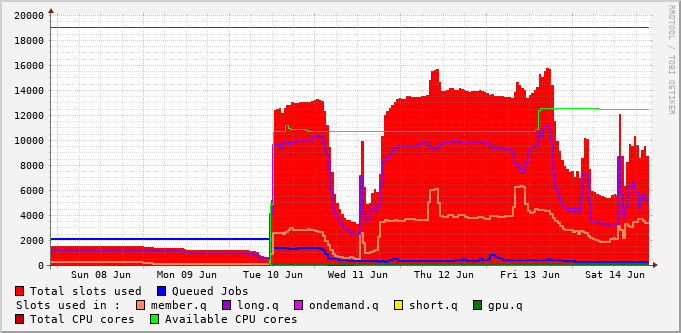 20000
18000
16000
14000
12000
10000
8000
6000
4000
2000
0
Sun 08 Jun Mon 09 Jun Tue 10 Jun Wed 11 Jun Thu 12 Jun Fri 13 Jun Sat 14 Jun
Total slots used Queued Jobs
Slots used in : member.q long.q ondemand.q short.q gpu.q
Total CPU cores Available CPU cores
RRDTOOL / TOBI OETIKER